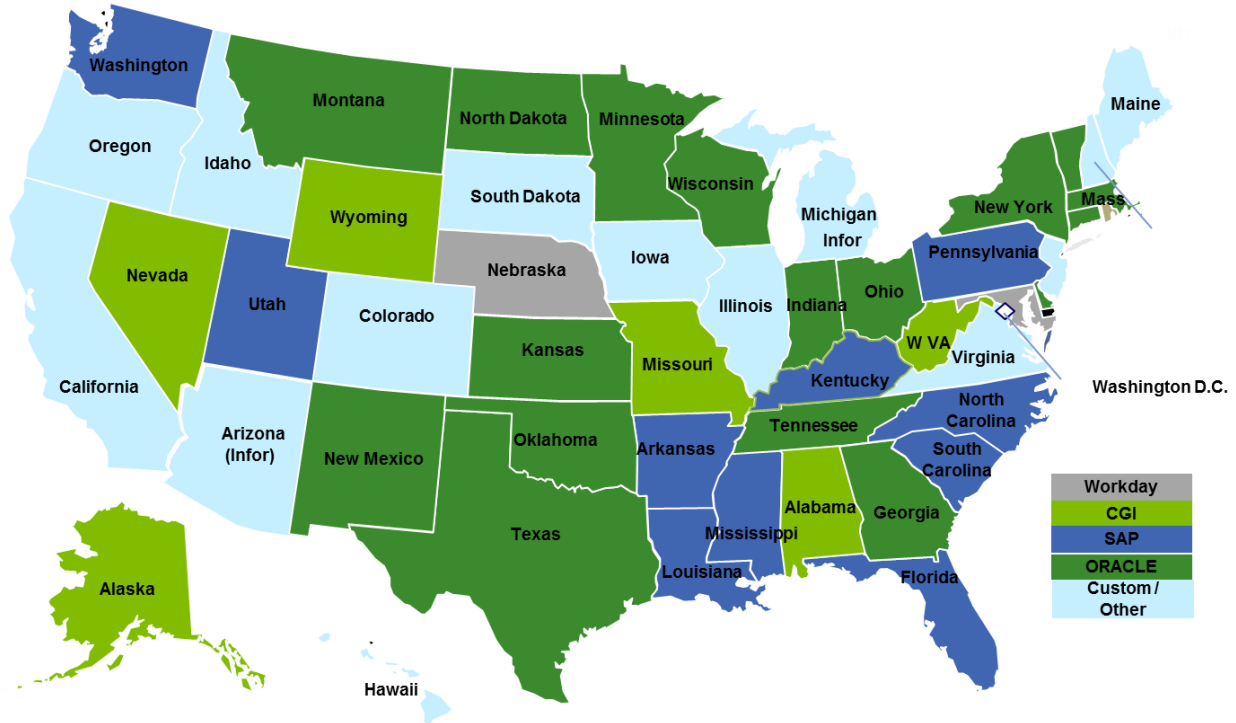 Washington
Montana
North Dakota
Minnesota
Maine
Oregon
Idaho
South Dakota
Wisconsin
Michigan
Infor
New York
Mass
Wyoming
Nebraska
Iowa
Pennsylvania
Nevada
Utah
Colorado
Illinois
Indiana
Ohio
Kansas
Missouri
W VA
Virginia
Kentucky
California
Washington D.C.
Arizona
(Infor)
New Mexico
Oklahoma
Arkansas
Tennessee
North
Carolina
South
Carolina
Texas
Mississippi
Alabama
Georgia
Louisiana
Florida
Alaska
Hawaii
Workday
CGI
SAP
ORACLE
Custom /
Other